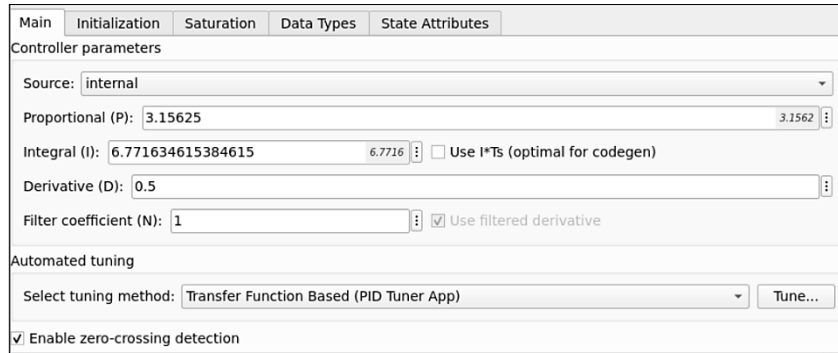 Main Initialization Saturation Data Types State Attributes
Controller parameters
Source: internal
Proportional (P): 3.15625 3.1562
Integral (I): 6.771634615384615 6.7716 Use I*Ts (optimal for codegen)
Derivative (D): 0.5
Filter coefficient (N): 1 Use filtered derivative
Automated tuning
Select tuning method: Transfer Function Based (PID Tuner App) Tune...
Enable zero-crossing detection